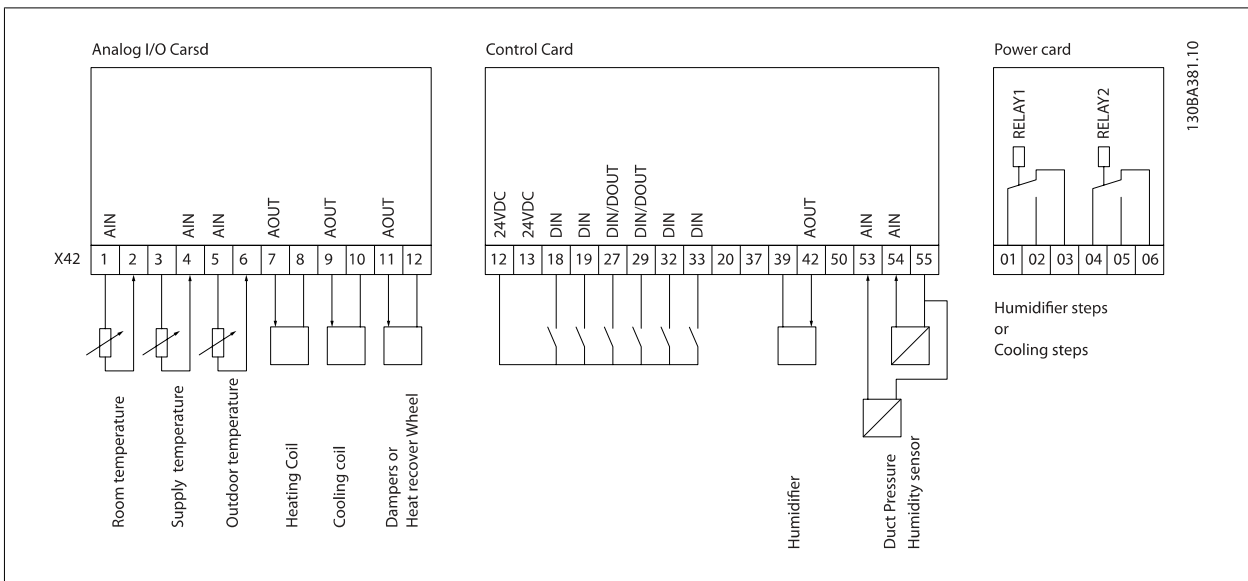 Analog I/O Carsd
Control Card
Power card
130BA381.10
AIN
AIN
AIN
AOUT
AOUT
AOUT
X42
1 2 3 4 5 6 7 8 9 10 11 12
24VDC
24VDC
DIN
DIN
DIN/DOUT
DIN/DOUT
DIN
DIN
AOUT
AIN
AIN
12 13 18 19 27 29 32 33 20 37 39 42 50 53 54 55
RELAY1
RELAY2
01 02 03 04 05 06
Humidifier steps
or
Cooling steps
Room temperature
Supply temperature
Outdoor temperature
Heating Coil
Cooling coil
Dampers or
Heat recover Wheel
Humidifier
Duct Pressure
Humidity sensor